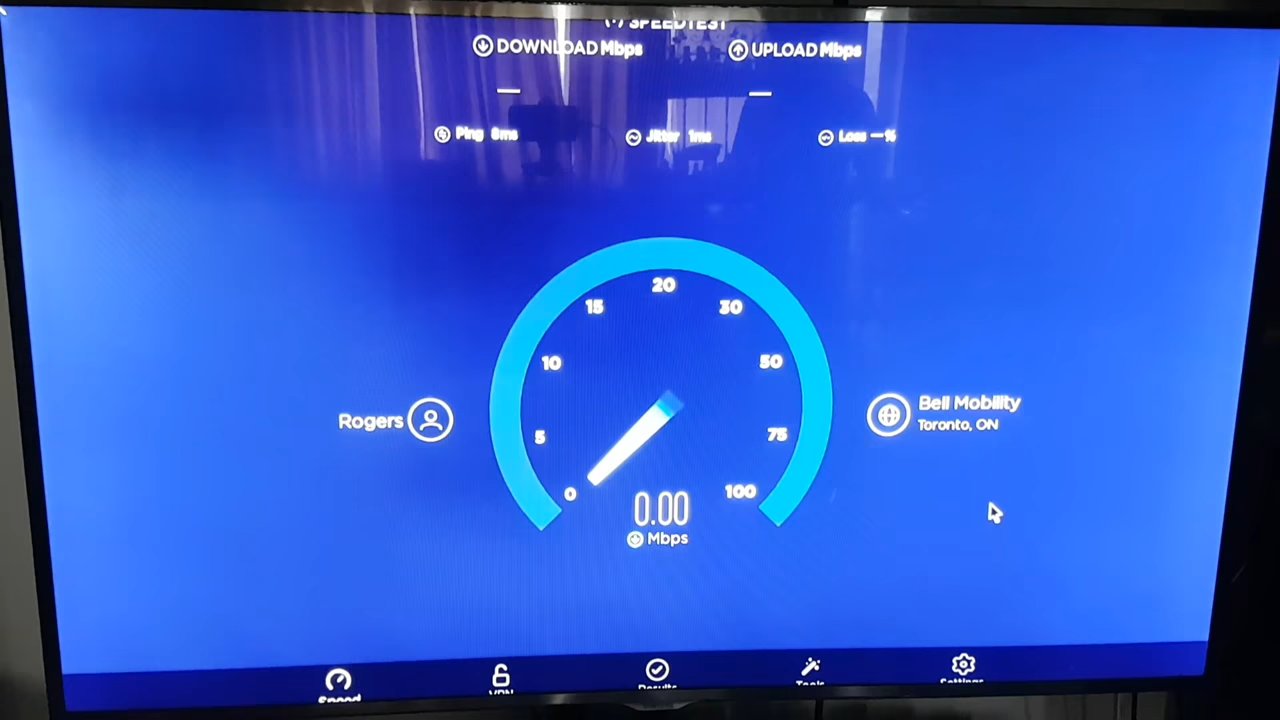 SPEEDTEST
DOWNLOAD Mbps
UPLOAD Mbps
Ping 8ms
Jitter 1ms
Loss —%
20
15
30
10
50
5
75
0
100
Rogers
Bell Mobility
Toronto, ON
0.00
Mbps
Speed
VPN
Results
Tools
Settings